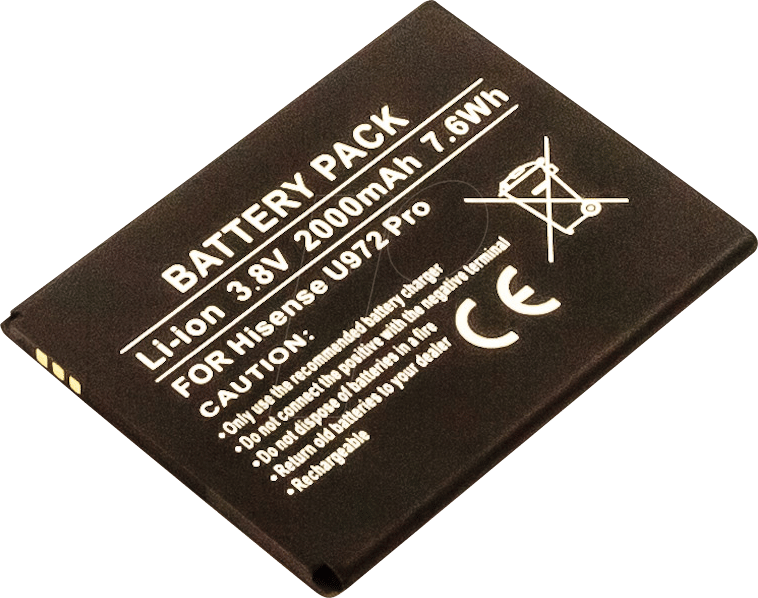 BATTERY PACK
Li-ion 3.8V 2000mAh 7.6Wh
FOR Hisense U972 Pro
CAUTION:
•Only use the recommended battery charger
•Do not connect the positive with the negative terminal
•Do not dispose of batteries in a fire
•Return old batteries to your dealer
•Rechargeable
CE